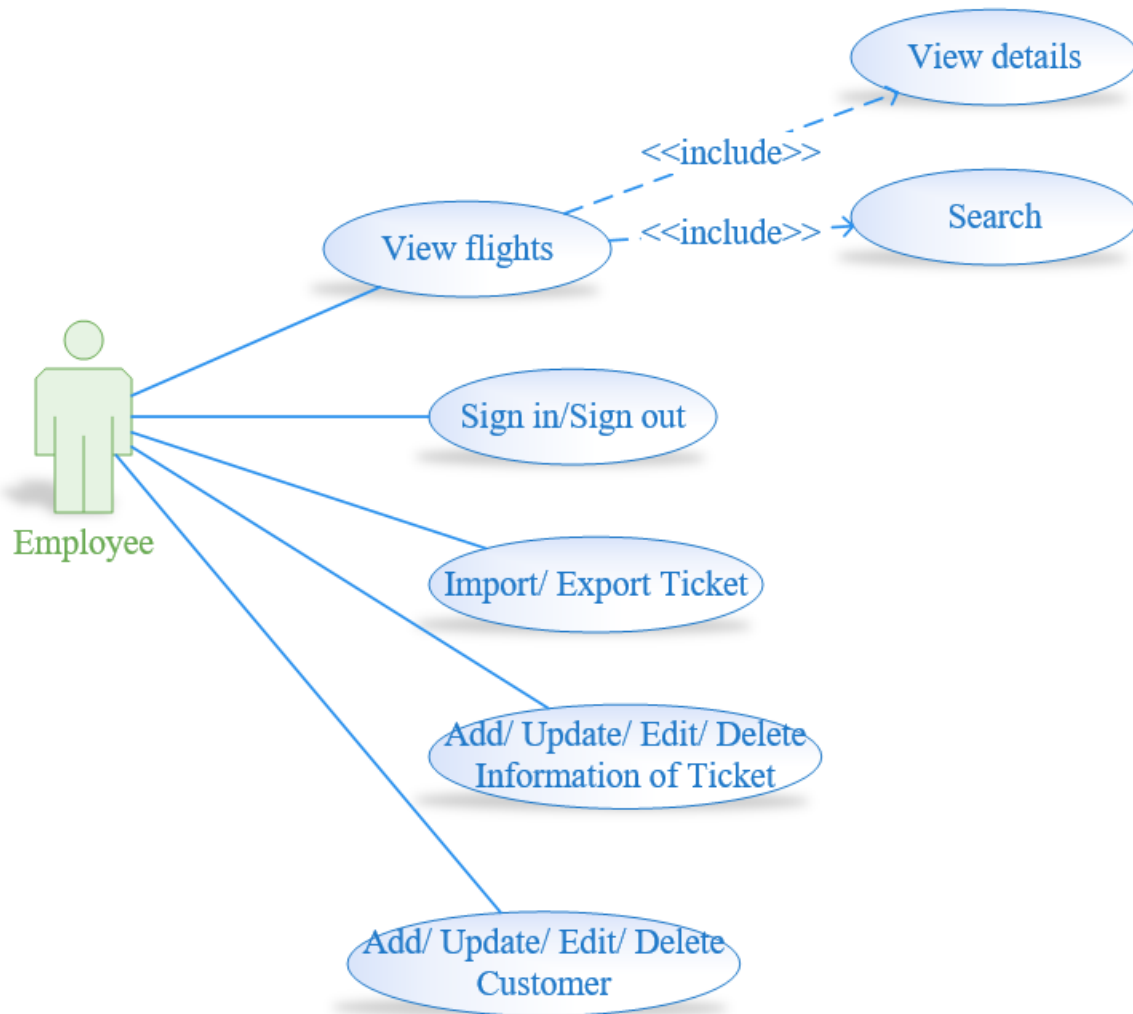 View details
<<include>>
<<include>>
Search
View flights
Sign in/Sign out
Employee
Import/ Export Ticket
Add/ Update/ Edit/ Delete
Information of Ticket
Add/ Update/ Edit/ Delete
Customer